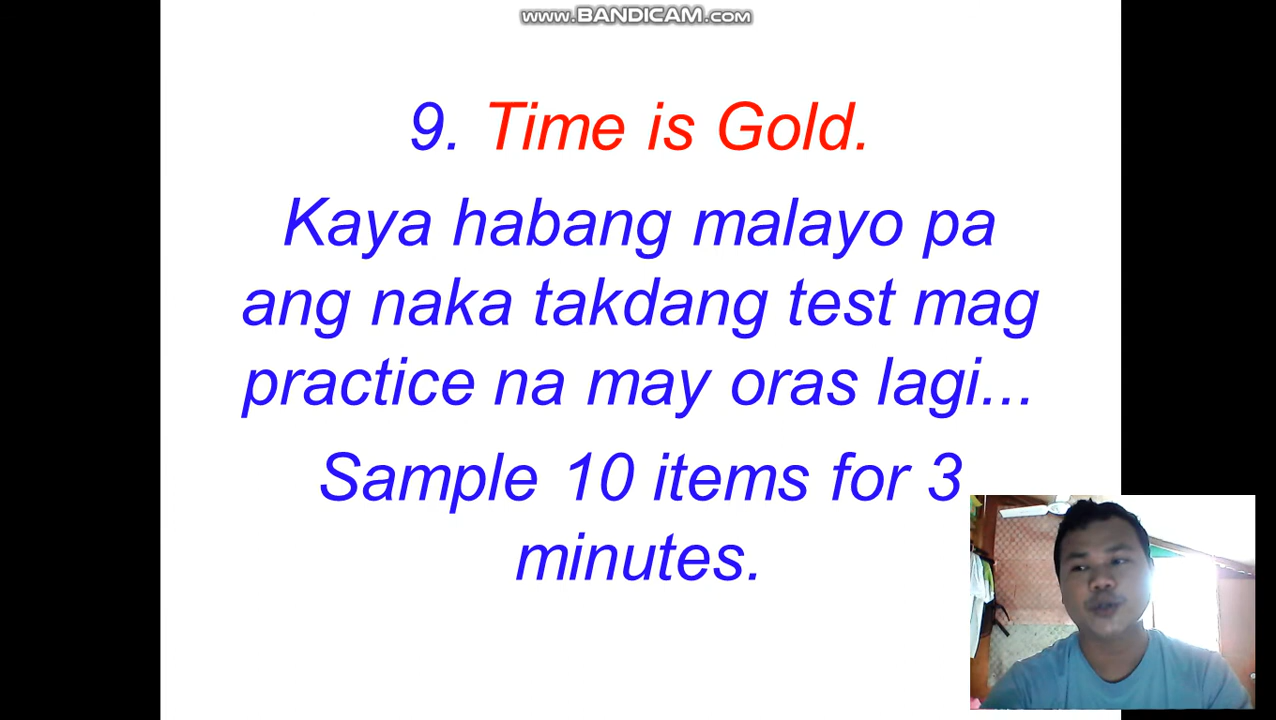 www.BANDICAM.com
9. Time is Gold.
Kaya habang malayo pa
ang naka takdang test mag
practice na may oras lagi...
Sample 10 items for 3
minutes.